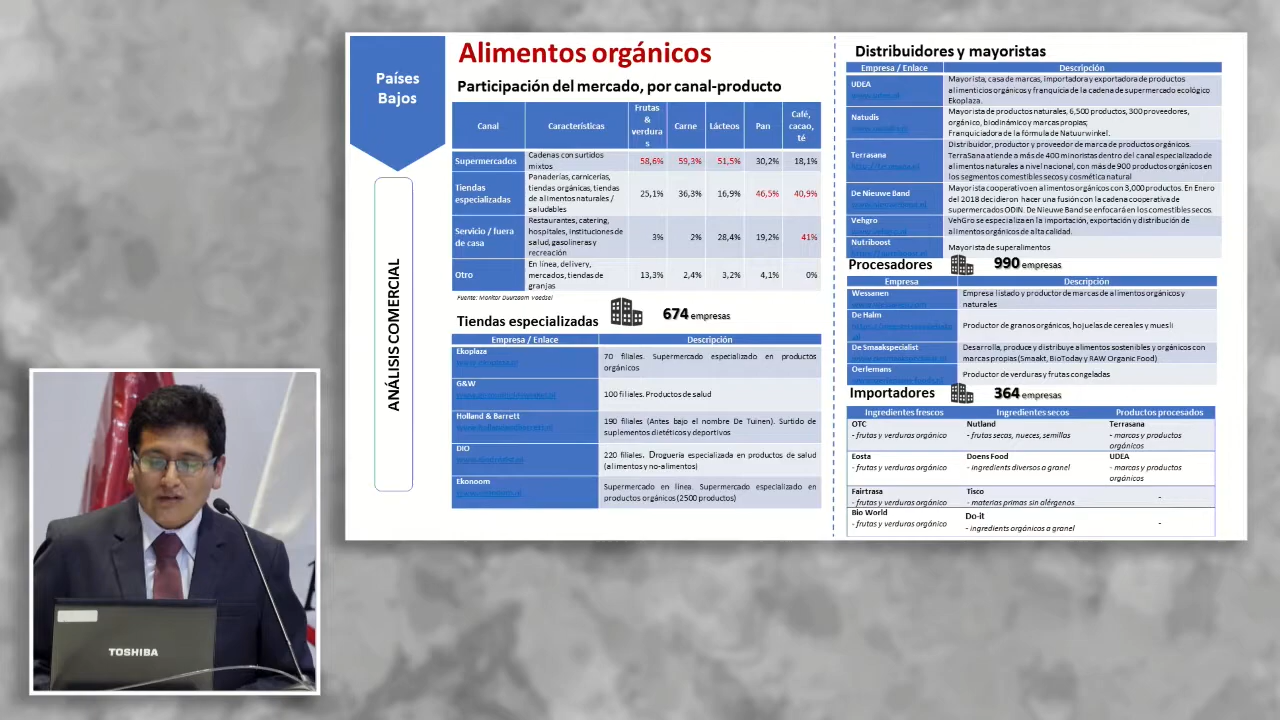 Países
Bajos
ANÁLISIS COMERCIAL
Alimentos orgánicos
Participación del mercado, por canal-producto
Canal Características Frutas & verduras Carne Lácteos Pan Café, cacao, té
Supermercados Cadenas con surtidos mixtos 58,6% 59,3% 51,5% 30,2% 18,1%
Tiendas especializadas Panaderías, carnicerías, tiendas orgánicas, tiendas de alimentos naturales / saludables 25,1% 36,3% 16,9% 46,5% 40,9%
Servicio / fuera de casa Restaurantes, catering, hospitales, instituciones de salud, gasolineras y recreación 3% 2% 28,4% 19,2% 41%
Otro En línea, delivery, mercados, tiendas de granjas 13,3% 2,4% 3,2% 4,1% 0%
Fuente: Monitor Duurzaam Voedsel
Tiendas especializadas 674 empresas
Empresa / Enlace Descripción
Ekoplaza 70 filiales. Supermercado especializado en productos orgánicos
G&W 100 filiales. Productos de salud
Holland & Barrett 190 filiales (Antes bajo el nombre De Tuinen). Surtido de suplementos dietéticos y deportivos
DIO 220 filiales. Droguería especializada en productos de salud (alimentos y no-alimentos)
Ekonoom Supermercado en línea. Supermercado especializado en productos orgánicos (2500 productos)
Distribuidores y mayoristas
Empresa / Enlace Descripción
UDEA Mayorista, casa de marcas, importadora y exportadora de productos alimenticios orgánicos y franquicia de la cadena de supermercado ecológico Ekoplaza.
Natudis Mayorista de productos naturales, 6,500 productos, 300 proveedores, orgánico, biodinámico y marcas propias;
Franquiciadora de la fórmula de Natuurwinkel.
Terrasana Distribuidor, productor y proveedor de marca de productos orgánicos. TerraSana atiende a más de 400 minoristas dentro del canal especializado de alimentos naturales a nivel nacional, con más de 900 productos orgánicos en los segmentos comestibles secos y cosmética natural
De Nieuwe Band Mayorista cooperativo en alimentos orgánicos con 3,000 productos. En Enero del 2018 decidieron hacer una fusión con la cadena cooperativa de supermercados ODIN. De Nieuwe Band se enfocará en los comestibles secos.
Vehgro VehGro se especializa en la importación, exportación y distribución de alimentos orgánicos de alta calidad.
Nutriboost Mayorista de superalimentos
Procesadores 990 empresas
Empresa Descripción
Wessanen Empresa listado y productor de marcas de alimentos orgánicos y naturales
De Halm Productor de granos orgánicos, hojuelas de cereales y muesli
De Smaakspecialist Desarrolla, produce y distribuye alimentos sostenibles y orgánicos con marcas propias (Smaakt, BioToday y RAW Organic Food)
Oerlemans Productor de verduras y frutas congeladas
Importadores 364 empresas
Ingredientes frescos Ingredientes secos Productos procesados
OTC Nutland Terrasana
- frutas y verduras orgánico - frutas secas, nueces, semillas - marcas y productos orgánicos
Eosta Doens Food UDEA
- frutas y verduras orgánico - ingredients diversos a granel - marcas y productos orgánicos
Fairtrasa Tisco -
- frutas y verduras orgánico - materias primas sin alérgenos
Bio World Do-it -
- frutas y verduras orgánico - ingredients orgánicos a granel
TOSHIBA